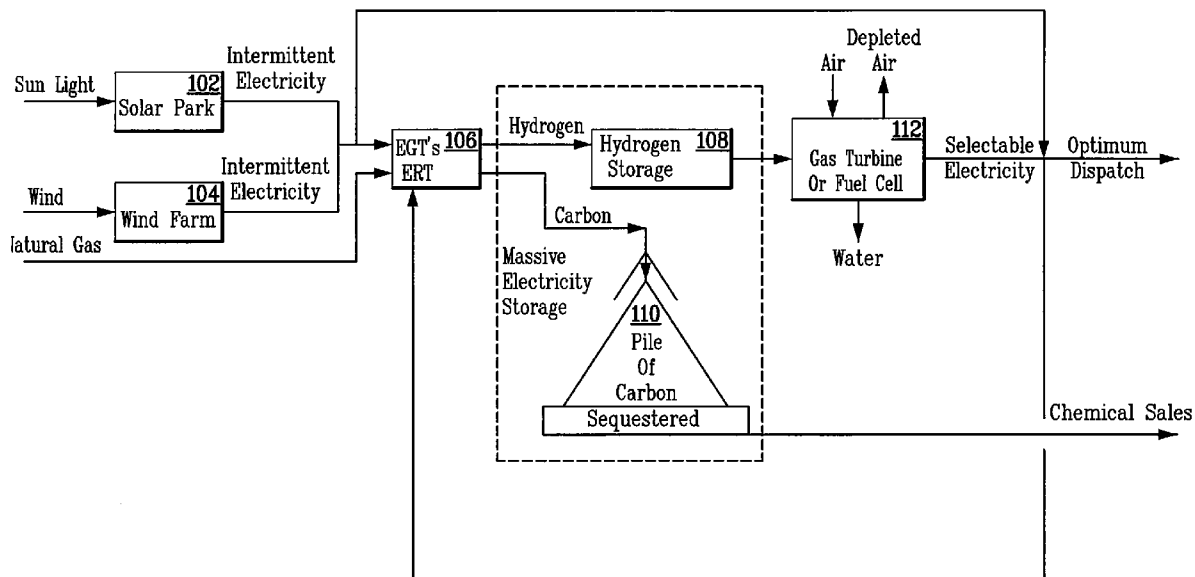 Sun Light
102
Solar Park
Intermittent
Electricity
Wind
104
Wind Farm
Intermittent
Electricity
Natural Gas
106
EGT's
ERT
Hydrogen
108
Hydrogen
Storage
Carbon
Massive
Electricity
Storage
110
Pile
Of
Carbon
Sequestered
Air
Depleted
Air
112
Gas Turbine
Or Fuel Cell
Water
Selectable
Electricity
Optimum
Dispatch
Chemical Sales